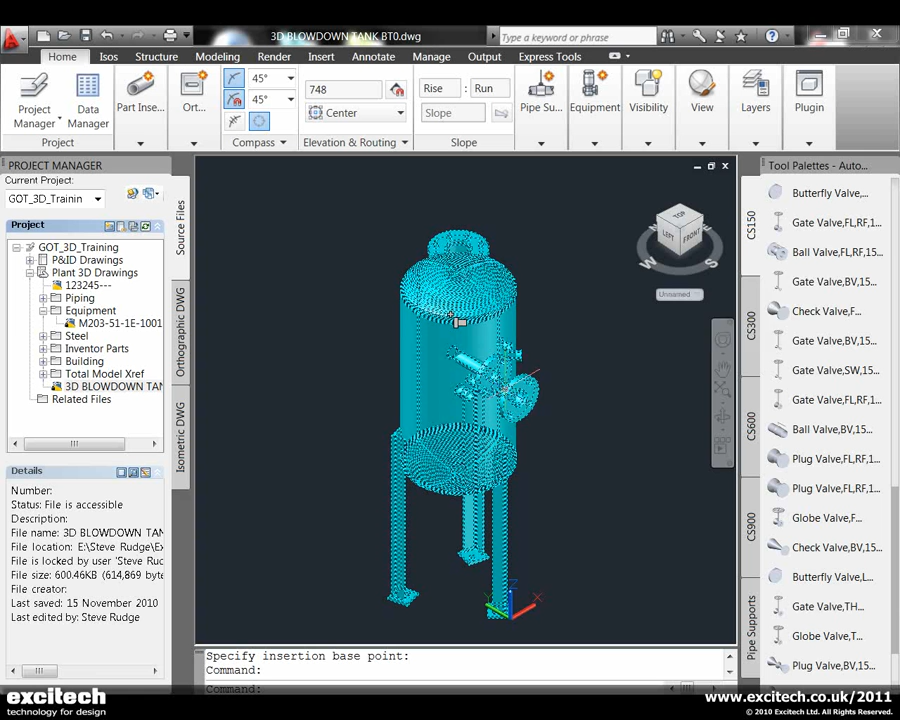 3D BLOWDOWN TANK BT0.dwg
Type a keyword or phrase
Home
Isos
Structure
Modeling
Render
Insert
Annotate
Manage
Output
Express Tools
Project Manager
Data Manager
Part Inse...
Ort...
45°
45°
748
Center
Rise : Run
Slope
Pipe Su...
Equipment
Visibility
View
Layers
Plugin
Project
Compass
Elevation & Routing
Slope
PROJECT MANAGER
Current Project:
GOT_3D_Trainin
Project
GOT_3D_Training
P&ID Drawings
Plant 3D Drawings
123245---
Piping
Equipment
M203-51-1E-1001
Steel
Inventor Parts
Building
Total Model Xref
3D BLOWDOWN TAN
Related Files
Source Files
Orthographic DWG
Isometric DWG
Details
Number:
Status: File is accessible
Description:
File name: 3D BLOWDOWN TAN
File location: E:\Steve Rudge\Ex
File is locked by user 'Steve Rud
File size: 600.46KB (614,869 byte
File creator:
Last saved: 15 November 2010
Last edited by: Steve Rudge
TOP
LEFT
FRONT
W
S
Unnamed
X
Y
Z
Specify insertion base point:
Command:
Command:
Tool Palettes - Auto...
CS150
CS300
CS600
CS900
Pipe Supports
Butterfly Valve,...
Gate Valve,FL,RF,1...
Ball Valve,FL,RF,15...
Gate Valve,BV,15...
Check Valve,F...
Gate Valve,BV,15...
Gate Valve,SW,15...
Gate Valve,FL,RF,1...
Ball Valve,BV,15...
Plug Valve,FL,RF,1...
Plug Valve,FL,RF,1...
Globe Valve,F...
Check Valve,BV,15...
Butterfly Valve,L...
Gate Valve,TH...
Globe Valve,T...
Plug Valve,BV,15...
excitech
technology for design
www.excitech.co.uk/2011
© 2010 Excitech Ltd. All Rights Reserved.